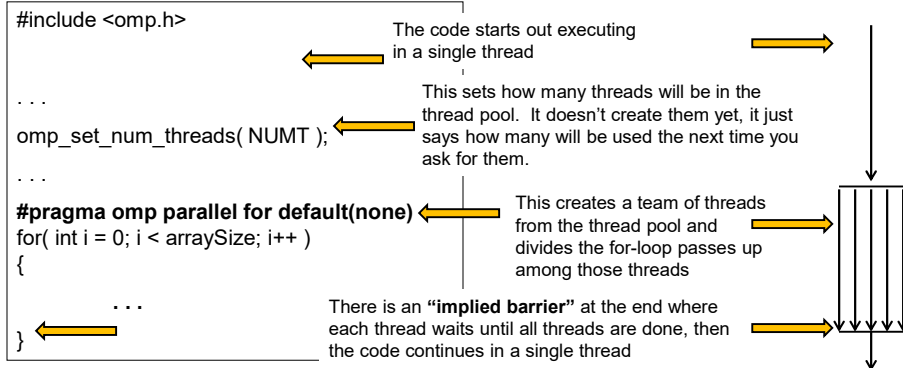 #include <omp.h>
The code starts out executing
in a single thread
. . .
This sets how many threads will be in the
thread pool.  It doesn’t create them yet, it just
says how many will be used the next time you
ask for them.
omp_set_num_threads( NUMT );
. . .
#pragma omp parallel for default(none)
This creates a team of threads
from the thread pool and
divides the for-loop passes up
among those threads
for( int i = 0; i < arraySize; i++ )
{
. . .
}
There is an “implied barrier” at the end where
each thread waits until all threads are done, then
the code continues in a single thread